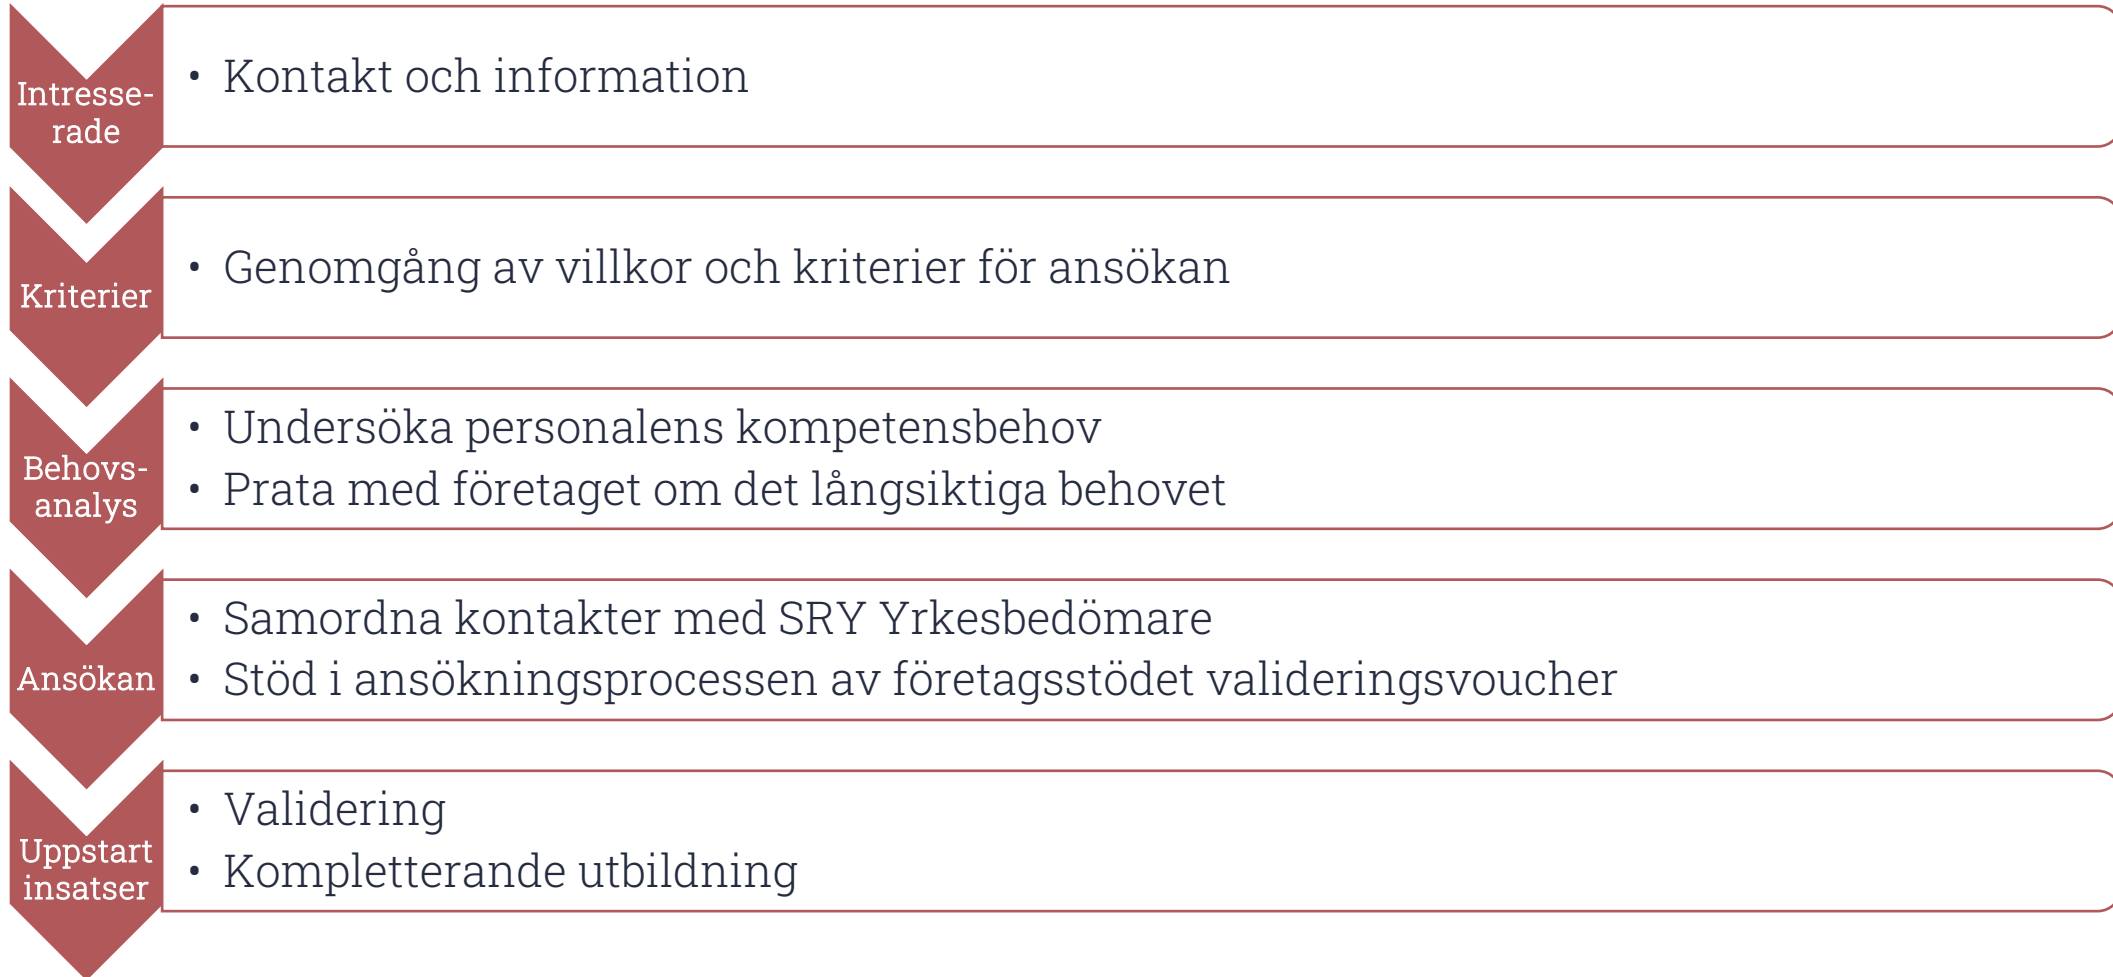 Intresse-
rade
• Kontakt och information
Kriterier
• Genomgång av villkor och kriterier för ansökan
Behovs-
analys
• Undersöka personalens kompetensbehov
• Prata med företaget om det långsiktiga behovet
Ansökan
• Samordna kontakter med SRY Yrkesbedömare
• Stöd i ansökningsprocessen av företagsstödet valideringsvoucher
Uppstart
insatser
• Validering
• Kompletterande utbildning